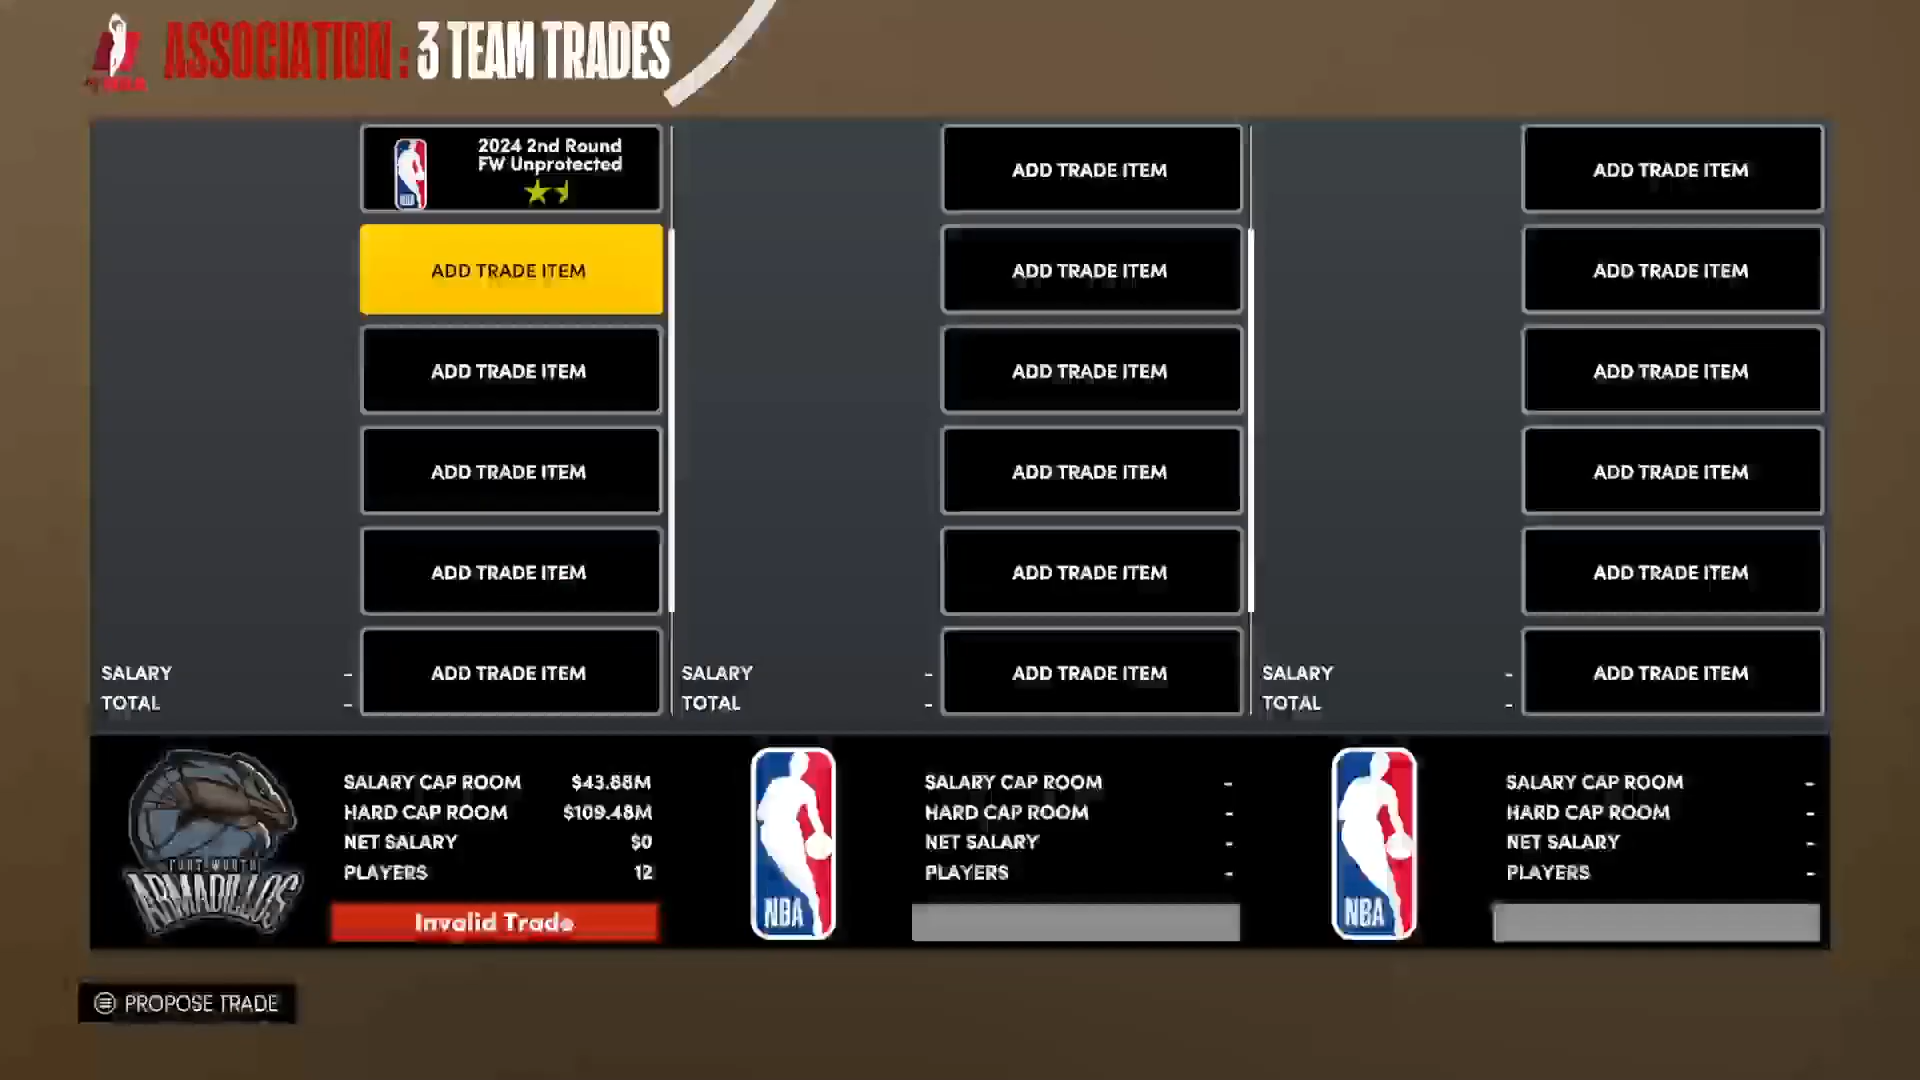 ASSOCIATION : 3 TEAM TRADES
2024 2nd Round
FW Unprotected
ADD TRADE ITEM
ADD TRADE ITEM
ADD TRADE ITEM
ADD TRADE ITEM
ADD TRADE ITEM
SALARY -
TOTAL -
ADD TRADE ITEM
ADD TRADE ITEM
ADD TRADE ITEM
ADD TRADE ITEM
ADD TRADE ITEM
ADD TRADE ITEM
SALARY -
TOTAL -
ADD TRADE ITEM
ADD TRADE ITEM
ADD TRADE ITEM
ADD TRADE ITEM
ADD TRADE ITEM
ADD TRADE ITEM
SALARY -
TOTAL -
FORT WORTH
ARMADILLOS
SALARY CAP ROOM $43.88M
HARD CAP ROOM $109.48M
NET SALARY $0
PLAYERS 12
Invalid Trade
NBA
SALARY CAP ROOM -
HARD CAP ROOM -
NET SALARY -
PLAYERS -
NBA
SALARY CAP ROOM -
HARD CAP ROOM -
NET SALARY -
PLAYERS -
PROPOSE TRADE